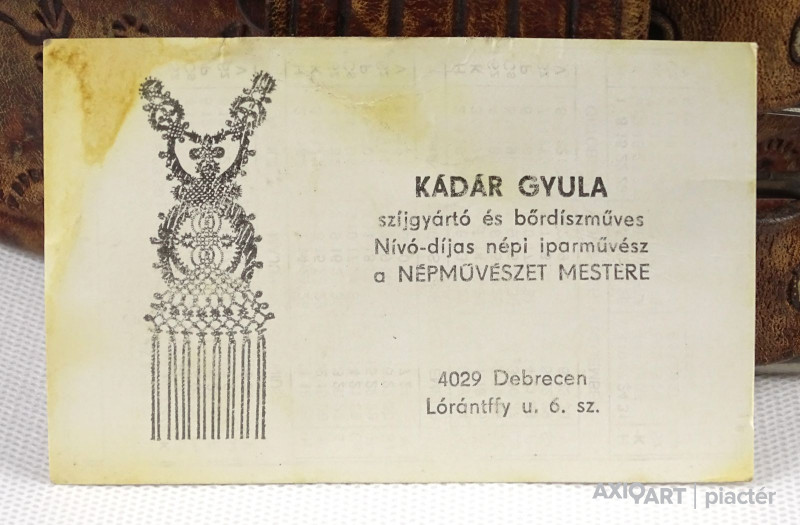 KÁDÁR GYULA
szíjgyártó és bőrdíszműves
Nívó-díjas népi iparművész
a NÉPMŰVÉSZET MESTERE
4029 Debrecen
Lórántffy u. 6. sz.
AXIOART | piactér